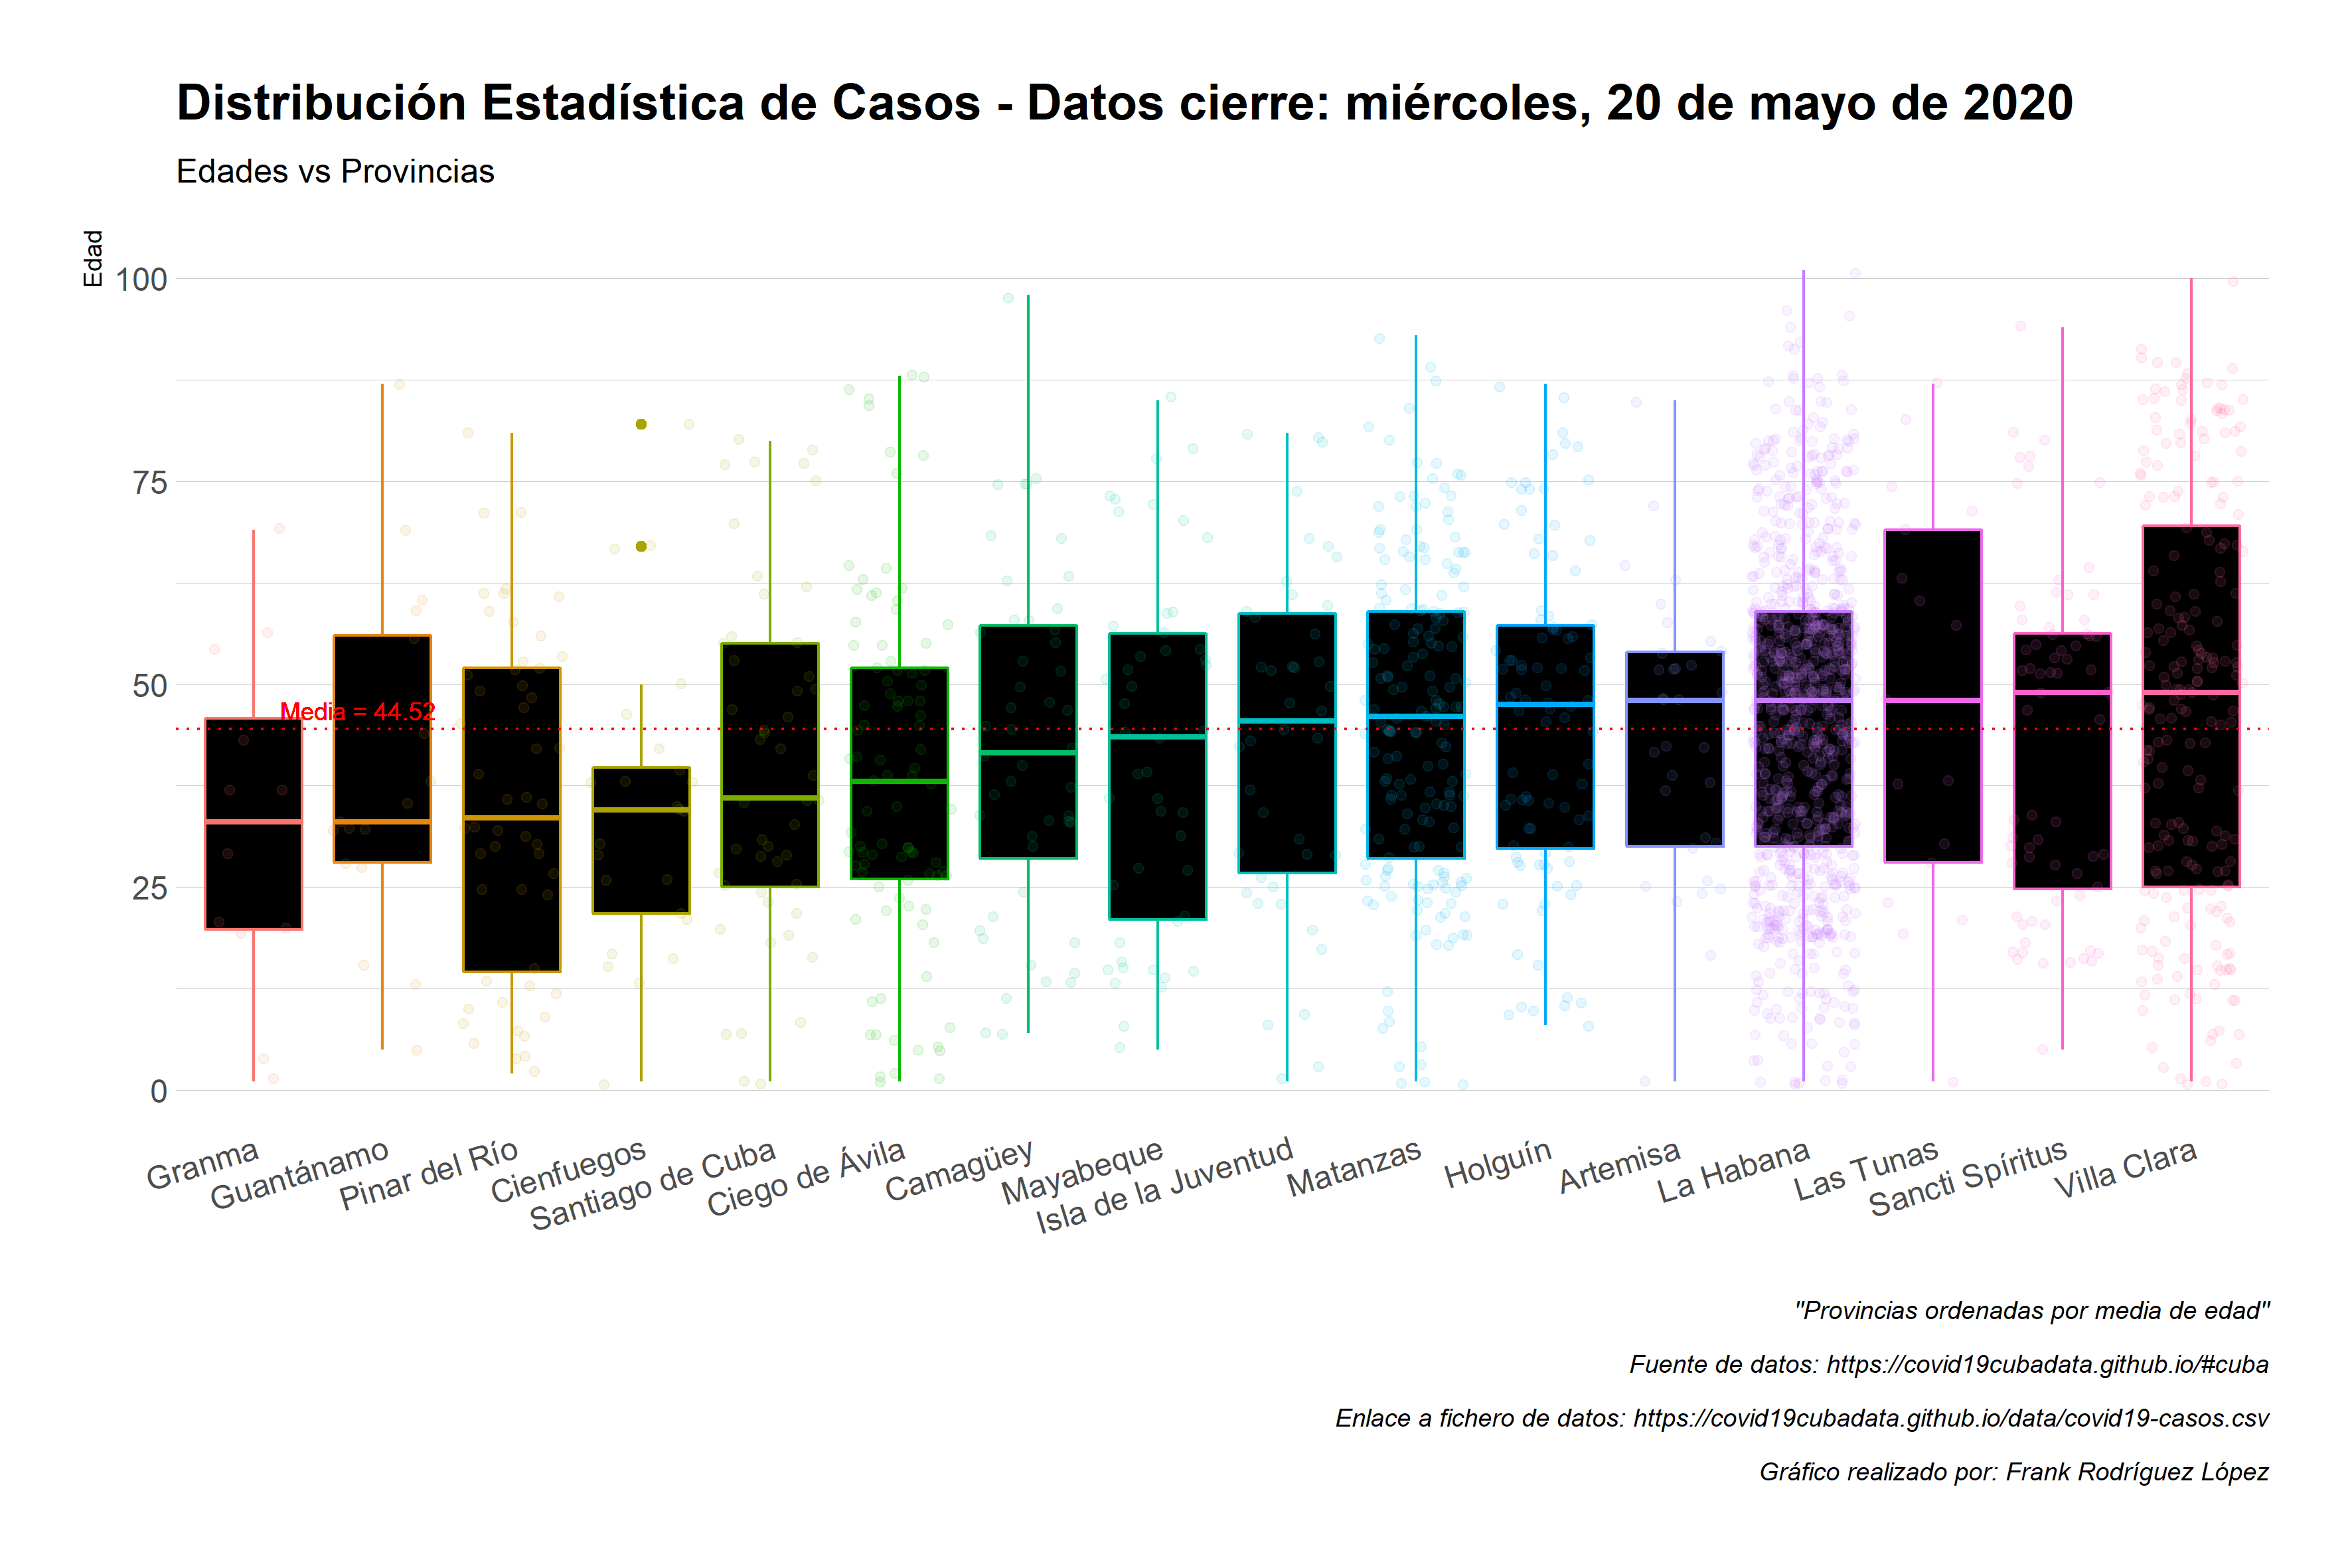 Distribución Estadística de Casos - Datos cierre: miércoles, 20 de mayo de 2020
Edades vs Provincias
Edad
100
75
50
25
0
Media = 44.52
Granma
Guantánamo
Pinar del Río
Cienfuegos
Santiago de Cuba
Ciego de Ávila
Camagüey
Mayabeque
Isla de la Juventud
Matanzas
Holguín
Artemisa
La Habana
Las Tunas
Sancti Spíritus
Villa Clara
"Provincias ordenadas por media de edad"
Fuente de datos: https://covid19cubadata.github.io/#cuba
Enlace a fichero de datos: https://covid19cubadata.github.io/data/covid19-casos.csv
Gráfico realizado por: Frank Rodríguez López